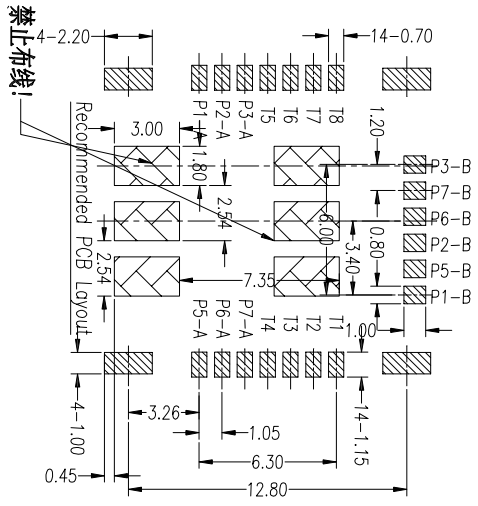 禁止布线!
4-2.20
14-0.70
P1-A
P2-A
P3-A
T5
T6
T7
T8
1.20
3.00
1.80
2.54
6.00
P3-B
P7-B
P6-B
P2-B
P5-B
P1-B
0.80
3.40
Recommended PCB Layout
2.54
7.35
1.00
P5-A
P6-A
P7-A
T4
T3
T2
T1
4-1.00
3.26
1.05
14-1.15
6.30
0.45
12.80